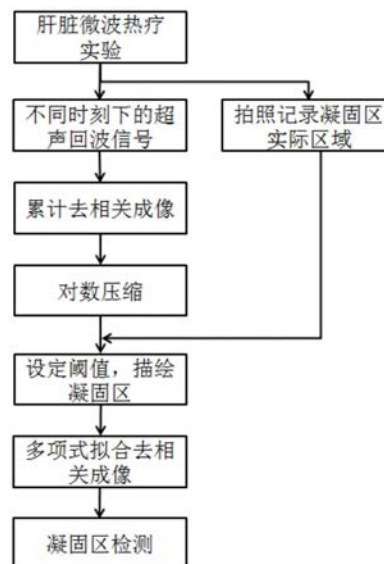 肝脏微波热疗
实验
不同时刻下的超
声回波信号
拍照记录凝固区
实际区域
累计去相关成像
对数压缩
设定阈值，描绘
凝固区
多项式拟合去相
关成像
凝固区检测